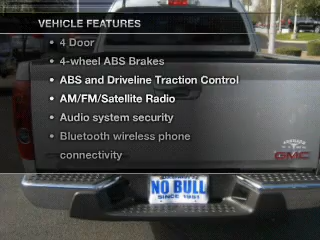 VEHICLE FEATURES
• 4 Door
• 4-wheel ABS Brakes
• ABS and Driveline Traction Control
• AM/FM/Satellite Radio
• Audio system security
• Bluetooth wireless phone
connectivity
GMC
NO BULL
SINCE 1951